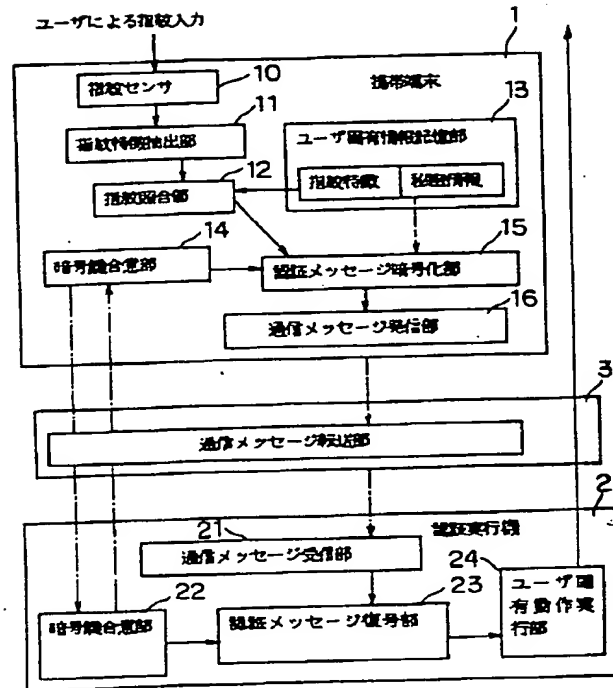 ユーザによる指紋入力
1
指紋センサ
10
携帯端末
11
13
指紋特徴抽出部
ユーザ固有情報記憶部
12
指紋照合部
指紋特徴
秘密情報
14
15
暗号鍵合意部
認証メッセージ暗号化部
16
通信メッセージ発信部
3
通信メッセージ転送部
2
認証実行機
21
通信メッセージ受信部
24
22
23
ユーザ固
有動作実
行部
暗号鍵合意部
認証メッセージ復号部